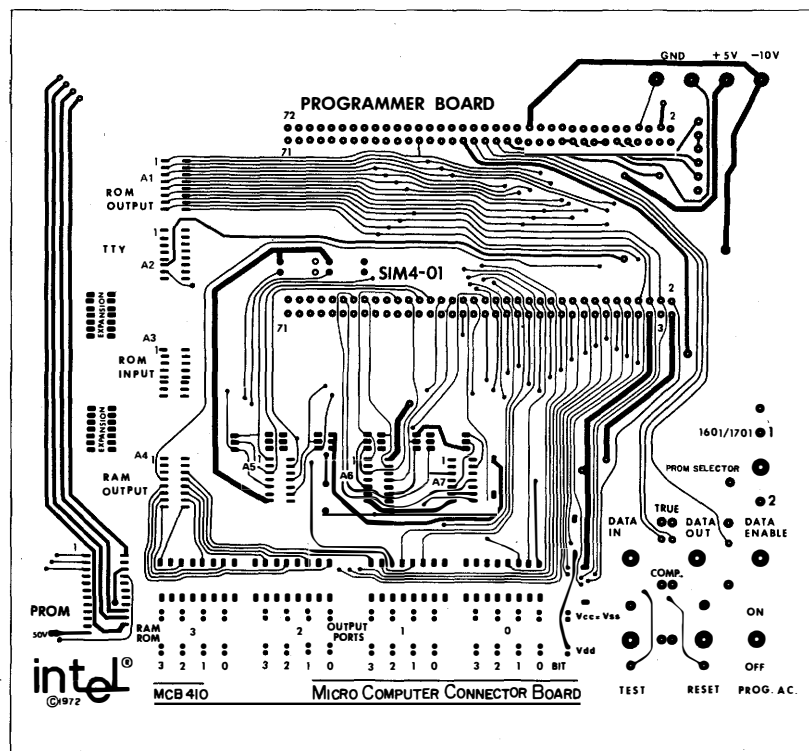 GND +5V -10V
PROGRAMMER BOARD
72 2
71
1
A1
ROM
OUTPUT
1
TTY
A2
SIM4-01
2
71 3
EXPANSION
A3
1
ROM
INPUT
EXPANSION
1601/1701 1
A4
1
RAM
OUTPUT
A5 1
1
A6
1
A7
PROM SELECTOR
2
DATA
IN
TRUE
DATA
OUT
DATA
ENABLE
COMP.
1
PROM
50V
RAM
ROM
3 2 OUTPUT
PORTS 1 0
Vcc=Vss
Vdd
ON
OFF
3 2 1 0 3 2 1 0 3 2 1 0 3 2 1 0 BIT
TEST RESET PROG. AC.
intel®
©1972
MCB 410 MICRO COMPUTER CONNECTOR BOARD